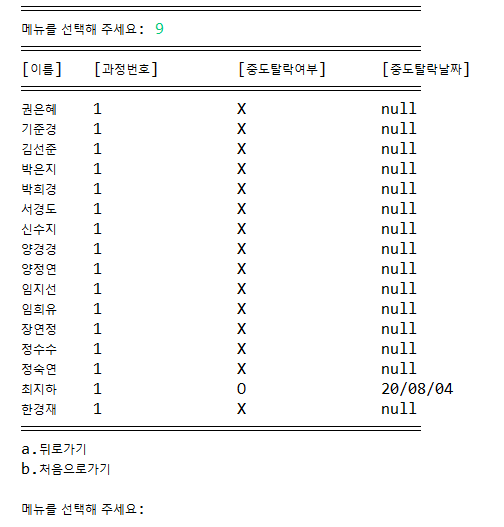 메뉴를 선택해 주세요: 9
[이름] [과정번호] [중도탈락여부] [중도탈락날짜]
권은혜 1 X null
기준경 1 X null
김선준 1 X null
박은지 1 X null
박희경 1 X null
서경도 1 X null
신수지 1 X null
양경경 1 X null
양정연 1 X null
임지선 1 X null
임희유 1 X null
장연정 1 X null
정수수 1 X null
정숙연 1 X null
최지하 1 O 20/08/04
한경재 1 X null
a.뒤로가기
b.처음으로가기
메뉴를 선택해 주세요: